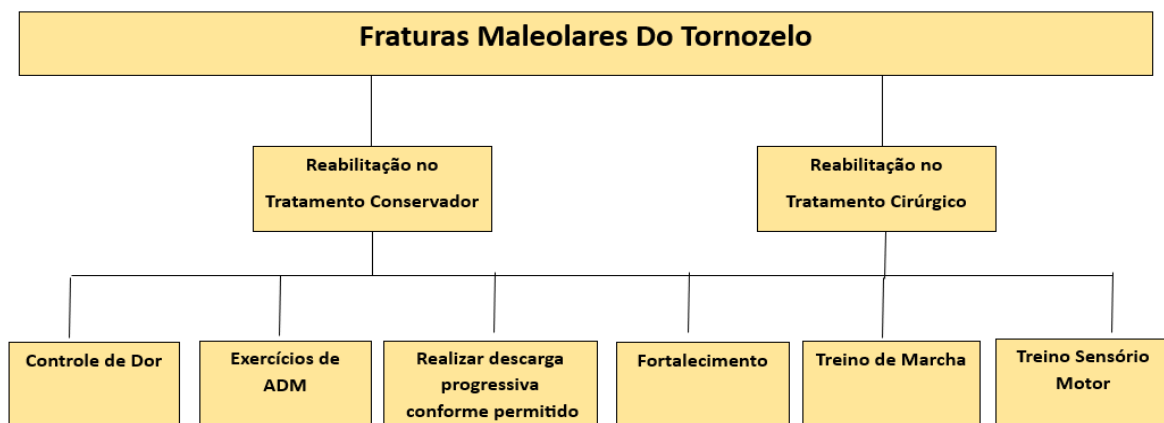 Fraturas Maleolares Do Tornozelo
Reabilitação no
Tratamento Conservador
Reabilitação no
Tratamento Cirúrgico
Controle de Dor
Exercícios de
ADM
Realizar descarga
progressiva
conforme permitido
Fortalecimento
Treino de Marcha
Treino Sensório
Motor